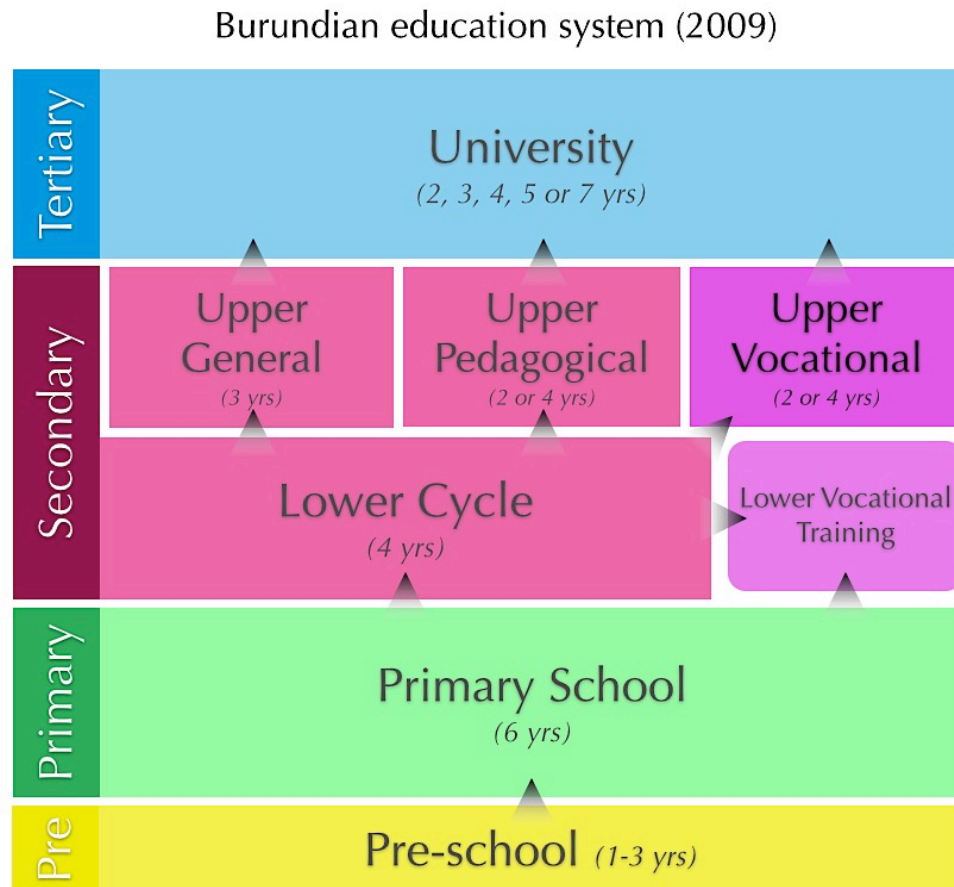 Burundian education system (2009)
Tertiary
University
(2, 3, 4, 5 or 7 yrs)
Secondary
Upper
General
(3 yrs)
Upper
Pedagogical
(2 or 4 yrs)
Upper
Vocational
(2 or 4 yrs)
Lower Cycle
(4 yrs)
Lower Vocational
Training
Primary
Primary School
(6 yrs)
Pre
Pre-school (1-3 yrs)